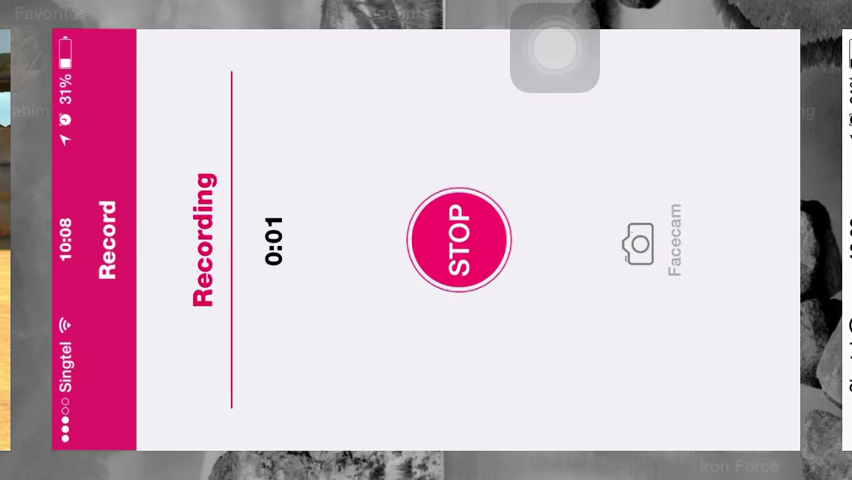 Favorites
Singtel 10:08 31%
Record
Recording
0:01
STOP
Facecam
Iron Force